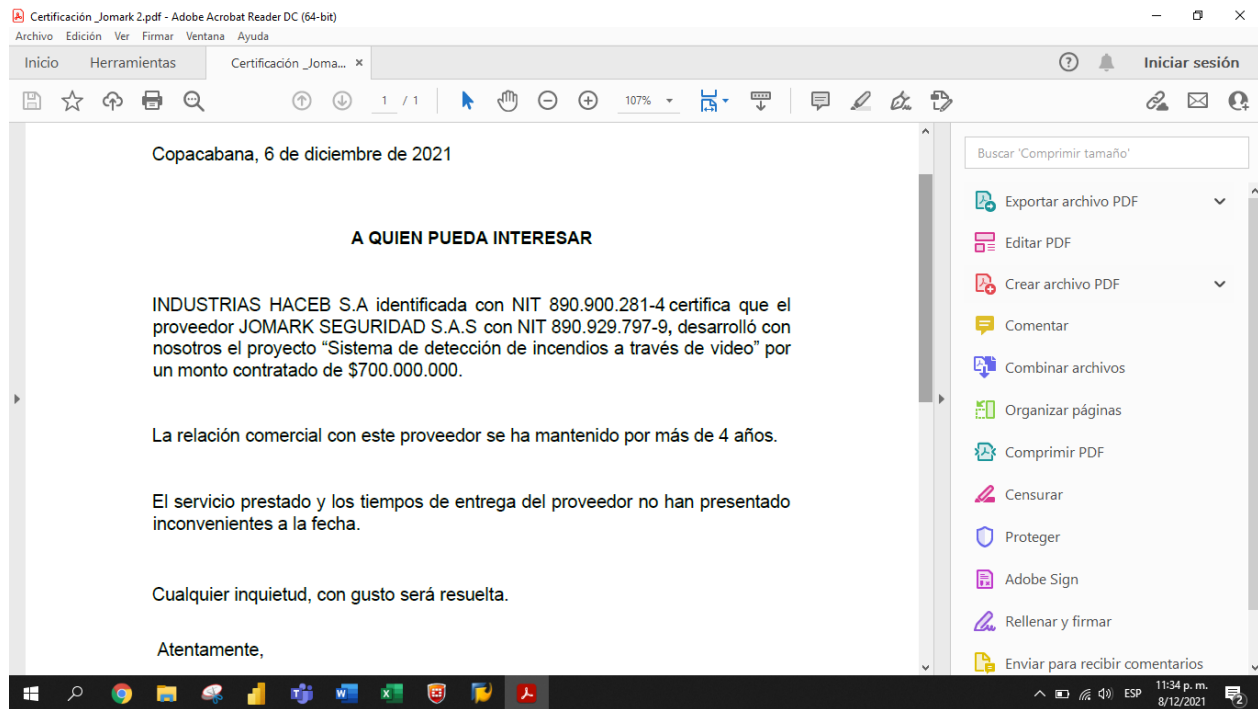 Certificación _Jomark 2.pdf - Adobe Acrobat Reader DC (64-bit)
Archivo Edición Ver Firmar Ventana Ayuda
Inicio Herramientas Certificación _Joma... ×
Iniciar sesión
1 / 1 107%
Copacabana, 6 de diciembre de 2021
A QUIEN PUEDA INTERESAR
INDUSTRIAS HACEB S.A identificada con NIT 890.900.281-4 certifica que el
proveedor JOMARK SEGURIDAD S.A.S con NIT 890.929.797-9, desarrolló con
nosotros el proyecto “Sistema de detección de incendios a través de video” por
un monto contratado de $700.000.000.
La relación comercial con este proveedor se ha mantenido por más de 4 años.
El servicio prestado y los tiempos de entrega del proveedor no han presentado
inconvenientes a la fecha.
Cualquier inquietud, con gusto será resuelta.
Atentamente,
Buscar 'Comprimir tamaño'
Exportar archivo PDF
Editar PDF
Crear archivo PDF
Comentar
Combinar archivos
Organizar páginas
Comprimir PDF
Censurar
Proteger
Adobe Sign
Rellenar y firmar
Enviar para recibir comentarios
ESP
11:34 p. m.
8/12/2021
2